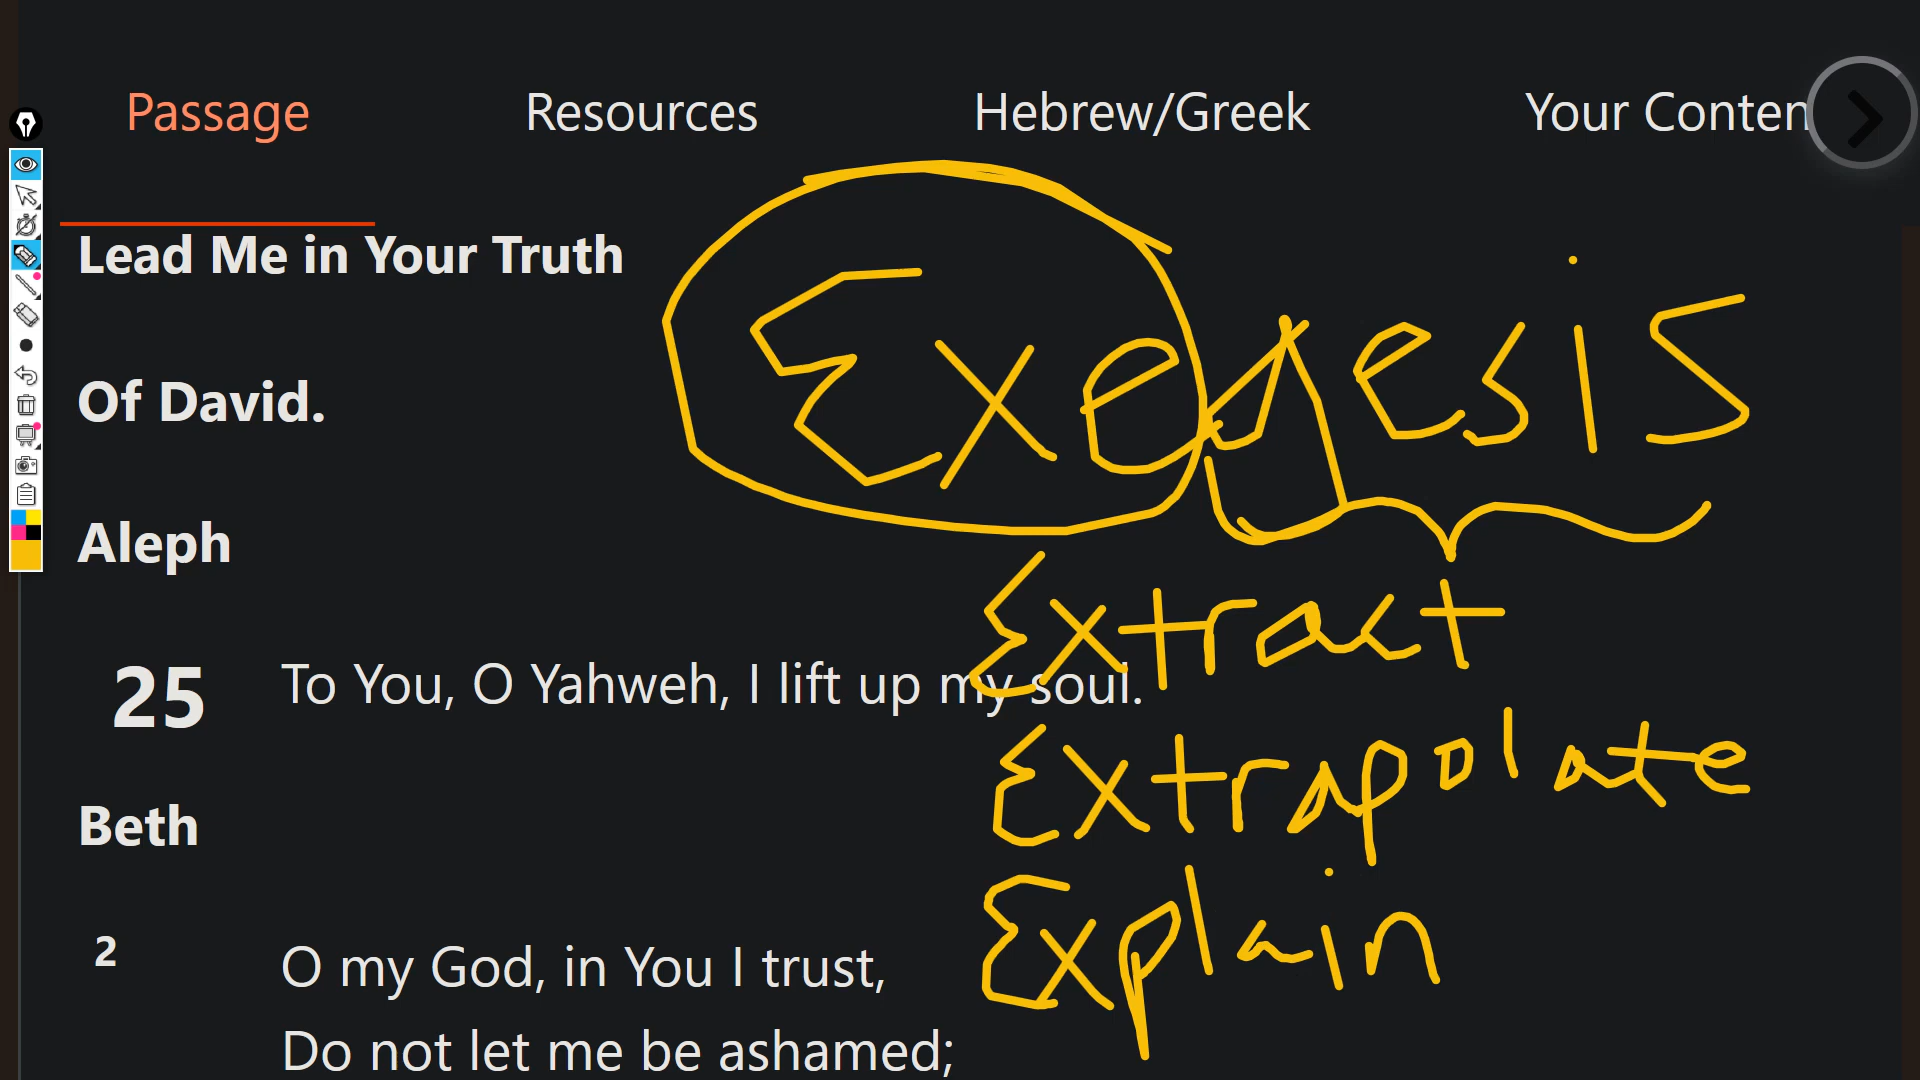 Passage Resources Hebrew/Greek Your Conten
Lead Me in Your Truth
Exegesis
Of David.
Aleph
Extract
25 To You, O Yahweh, I lift up my soul.
Extrapolate
Beth
Explain
2 O my God, in You I trust,
Do not let me be ashamed;